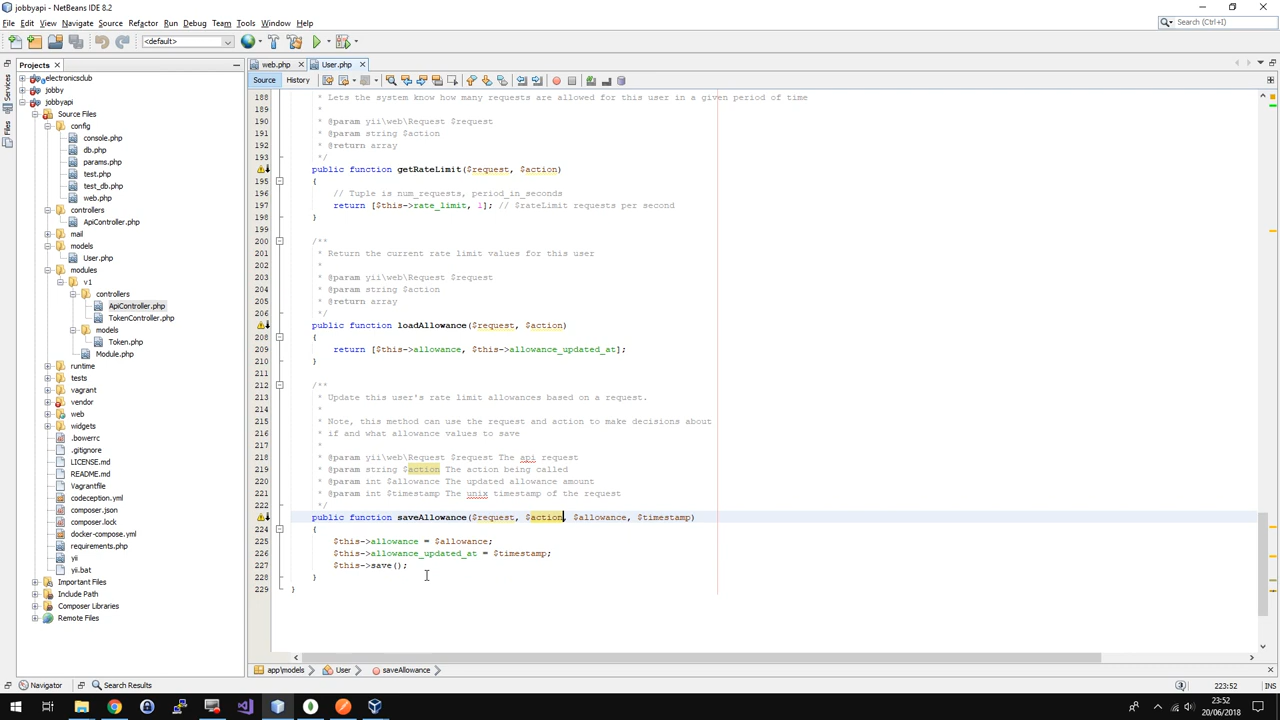 jobbyapi - NetBeans IDE 8.2
File Edit View Navigate Source Refactor Run Debug Team Tools Window Help
Search (Ctrl+I)
<default>
Projects
web.php
User.php
Source History
Services
Files
electronicsclub
jobby
jobbyapi
Source Files
config
console.php
db.php
params.php
test.php
test_db.php
web.php
controllers
ApiController.php
mail
models
User.php
modules
v1
controllers
ApiController.php
TokenController.php
models
Token.php
Module.php
runtime
tests
vagrant
vendor
web
widgets
.bowerrc
.gitignore
LICENSE.md
README.md
Vagrantfile
codeception.yml
composer.json
composer.lock
docker-compose.yml
requirements.php
yii
yii.bat
Important Files
Include Path
Composer Libraries
Remote Files
188 * Lets the system know how many requests are allowed for this user in a given period of time
189 *
190 * @param yii\web\Request $request
191 * @param string $action
192 * @return array
193 */
public function getRateLimit($request, $action)
195 {
196 // Tuple is num_requests, period_in_seconds
197 return [$this->rate_limit, 1]; // $rateLimit requests per second
198 }
229
200 /**
201 * Return the current rate limit values for this user
202 *
203 * @param yii\web\Request $request
204 * @param string $action
205 * @return array
206 */
public function loadAllowance($request, $action)
208 {
209 return [$this->allowance, $this->allowance_updated_at];
210 }
211
212 /**
213 * Update this user's rate limit allowances based on a request.
214 *
215 * Note, this method can use the request and action to make decisions about
216 * if and what allowance values to save
217 *
218 * @param yii\web\Request $request The api request
219 * @param string $action The action being called
220 * @param int $allowance The updated allowance amount
221 * @param int $timestamp The unix timestamp of the request
222 */
public function saveAllowance($request, $action, $allowance, $timestamp)
224 {
225 $this->allowance = $allowance;
226 $this->allowance_updated_at = $timestamp;
227 $this->save();
228 }
229 }
app\models User saveAllowance
Navigator Search Results
223:52 INS
23:52
20/06/2018